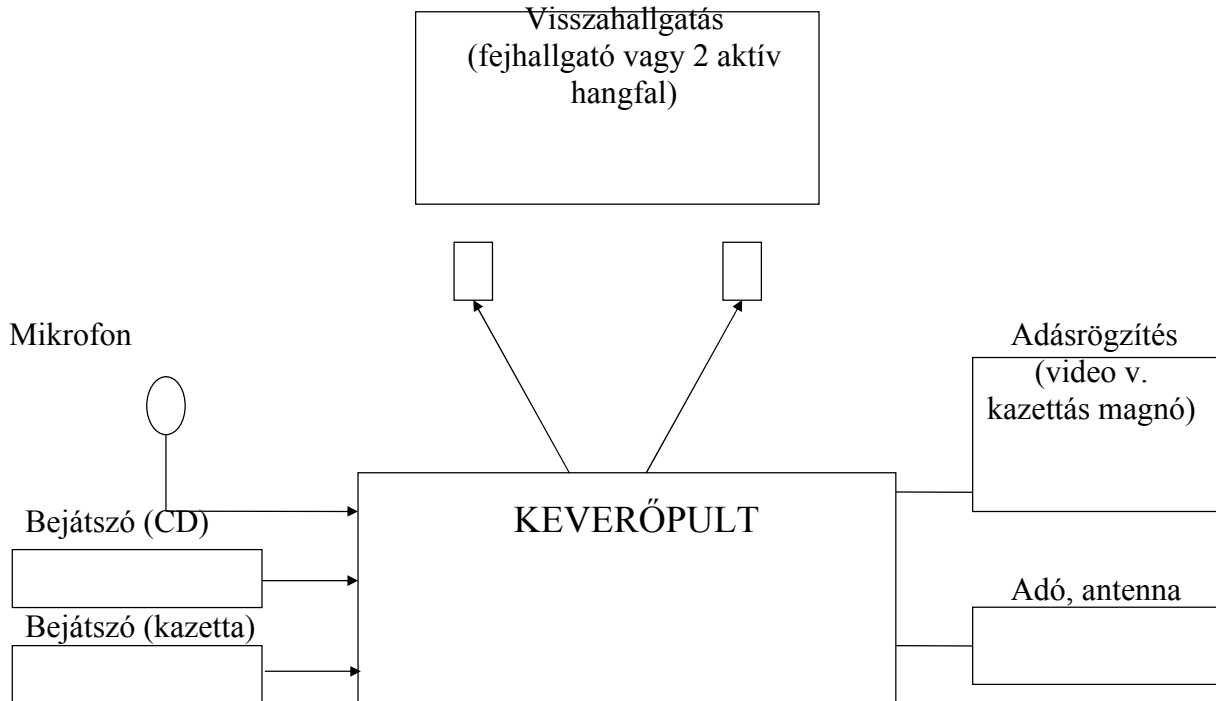 Visszahallgatás
(fejhallgató vagy 2 aktív
hangfal)
Mikrofon
Adásrögzítés
(video v.
kazettás magnó)
Bejátszó (CD)
KEVERŐPULT
Adó, antenna
Bejátszó (kazetta)